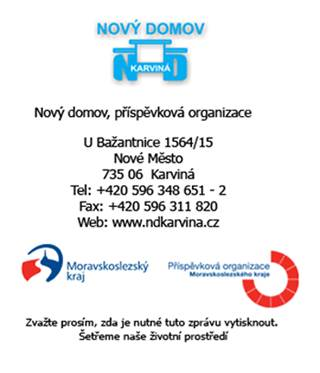 NOVÝ DOMOV
KARVINÁ
N D
Nový domov, příspěvková organizace
U Bažantnice 1564/15
Nové Město
735 06 Karviná
Tel: +420 596 348 651 - 2
Fax: +420 596 311 820
Web: www.ndkarvina.cz
Moravskoslezský
kraj
Příspěvková organizace
Moravskoslezského kraje
Zvažte prosím, zda je nutné tuto zprávu vytisknout.
Šetřeme naše životní prostředí